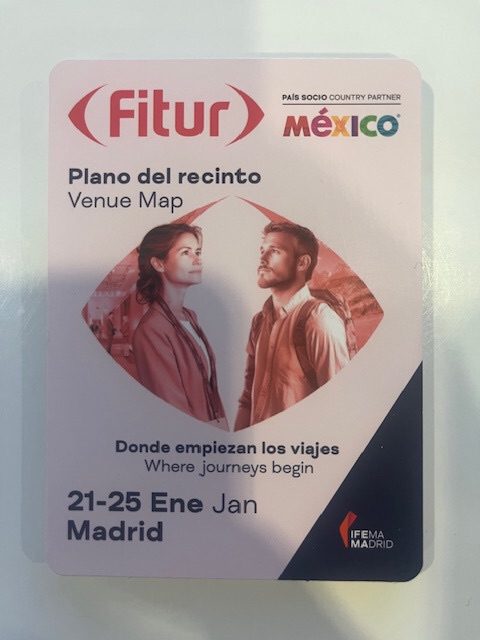 Fitur
PAÍS SOCIO COUNTRY PARTNER
MéXICO®
Plano del recinto
Venue Map
Donde empiezan los viajes
Where journeys begin
21-25 Ene Jan
Madrid
IFEMA
MADRID